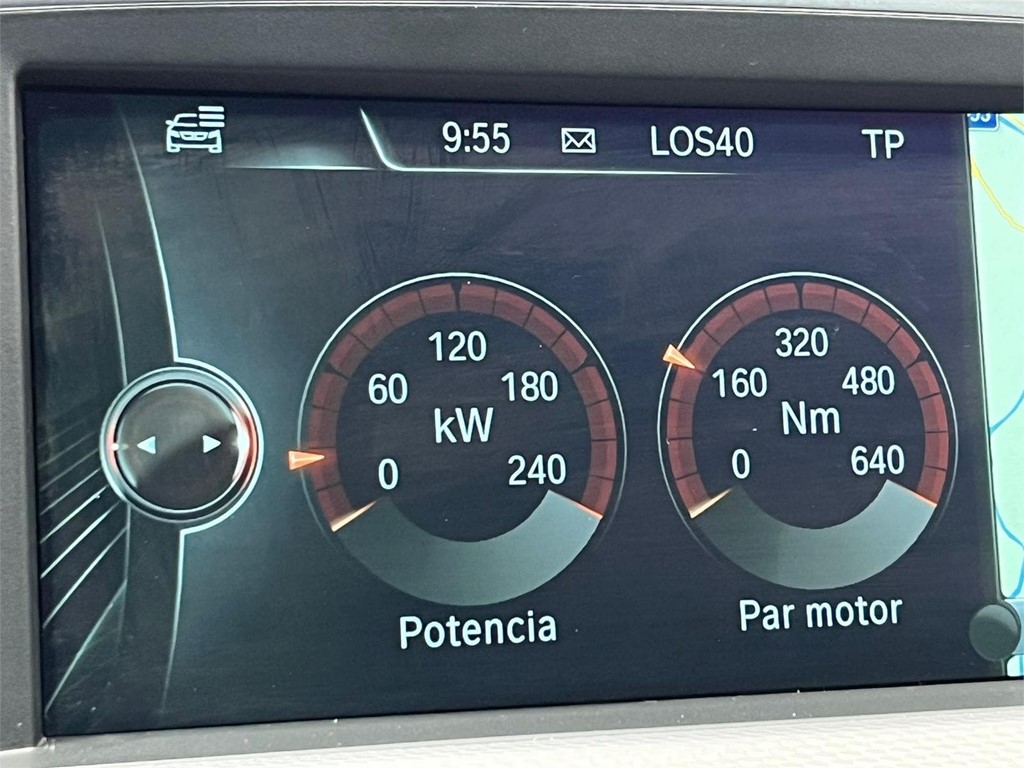 9:55 LOS40 TP
120
60 180
kW
0 240
Potencia
320
160 480
Nm
0 640
Par motor